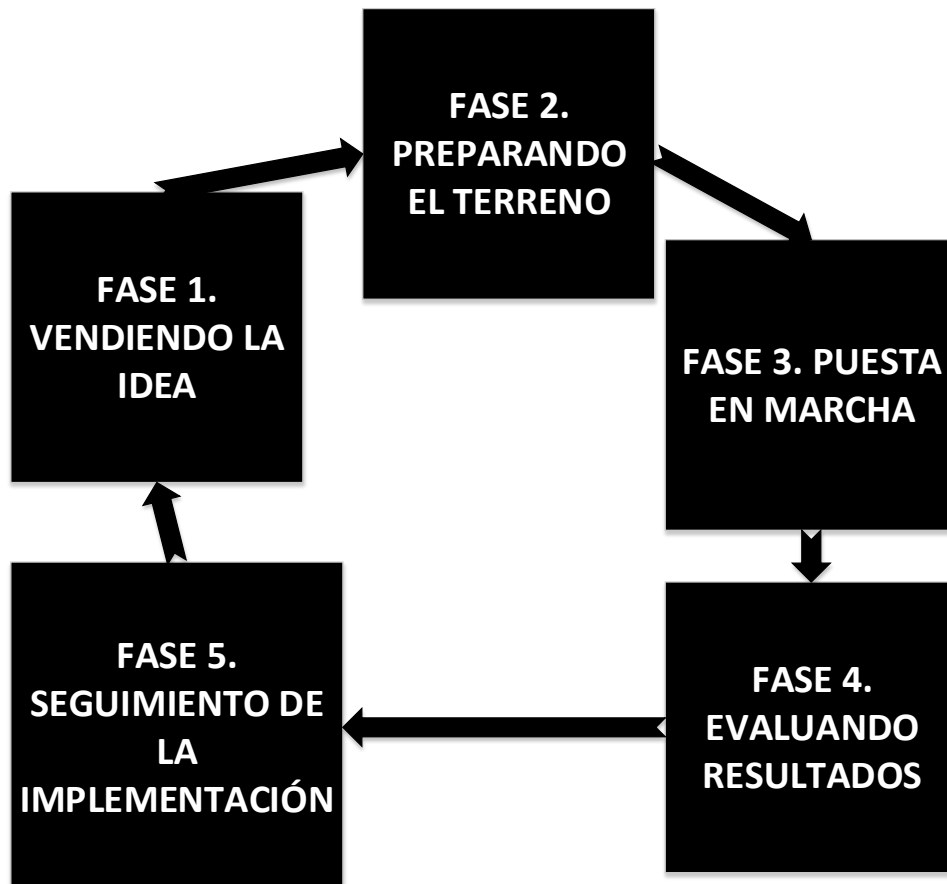 FASE 1.
VENDIENDO LA
IDEA
FASE 2.
PREPARANDO
EL TERRENO
FASE 3. PUESTA
EN MARCHA
FASE 4.
EVALUANDO
RESULTADOS
FASE 5.
SEGUIMIENTO DE
LA
IMPLEMENTACIÓN